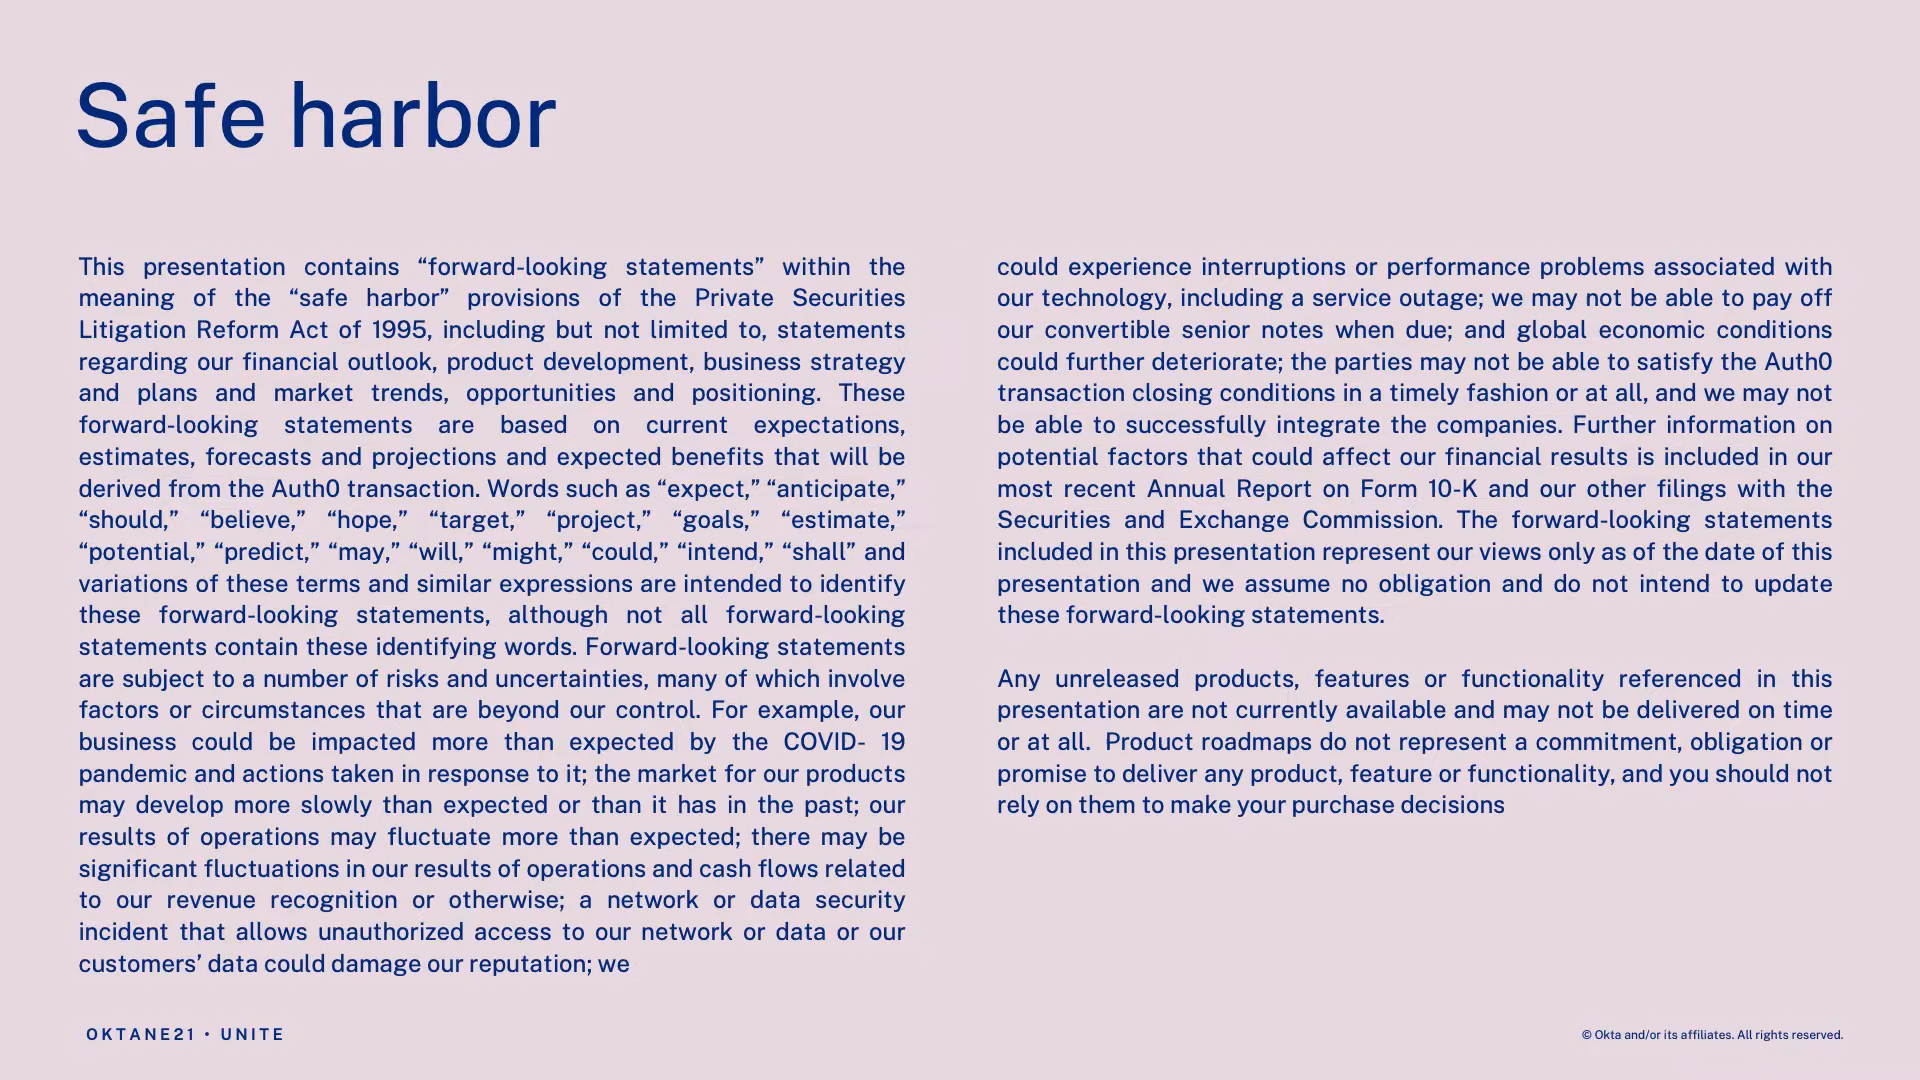 Safe harbor
This presentation contains “forward-looking statements” within the
meaning of the “safe harbor” provisions of the Private Securities
Litigation Reform Act of 1995, including but not limited to, statements
regarding our financial outlook, product development, business strategy
and plans and market trends, opportunities and positioning. These
forward-looking statements are based on current expectations,
estimates, forecasts and projections and expected benefits that will be
derived from the Auth0 transaction. Words such as “expect,” “anticipate,”
“should,” “believe,” “hope,” “target,” “project,” “goals,” “estimate,”
“potential,” “predict,” “may,” “will,” “might,” “could,” “intend,” “shall” and
variations of these terms and similar expressions are intended to identify
these forward-looking statements, although not all forward-looking
statements contain these identifying words. Forward-looking statements
are subject to a number of risks and uncertainties, many of which involve
factors or circumstances that are beyond our control. For example, our
business could be impacted more than expected by the COVID- 19
pandemic and actions taken in response to it; the market for our products
may develop more slowly than expected or than it has in the past; our
results of operations may fluctuate more than expected; there may be
significant fluctuations in our results of operations and cash flows related
to our revenue recognition or otherwise; a network or data security
incident that allows unauthorized access to our network or data or our
customers’ data could damage our reputation; we
could experience interruptions or performance problems associated with
our technology, including a service outage; we may not be able to pay off
our convertible senior notes when due; and global economic conditions
could further deteriorate; the parties may not be able to satisfy the Auth0
transaction closing conditions in a timely fashion or at all, and we may not
be able to successfully integrate the companies. Further information on
potential factors that could affect our financial results is included in our
most recent Annual Report on Form 10-K and our other filings with the
Securities and Exchange Commission. The forward-looking statements
included in this presentation represent our views only as of the date of this
presentation and we assume no obligation and do not intend to update
these forward-looking statements.
Any unreleased products, features or functionality referenced in this
presentation are not currently available and may not be delivered on time
or at all.  Product roadmaps do not represent a commitment, obligation or
promise to deliver any product, feature or functionality, and you should not
rely on them to make your purchase decisions
OKTANE21 • UNITE
© Okta and/or its affiliates. All rights reserved.